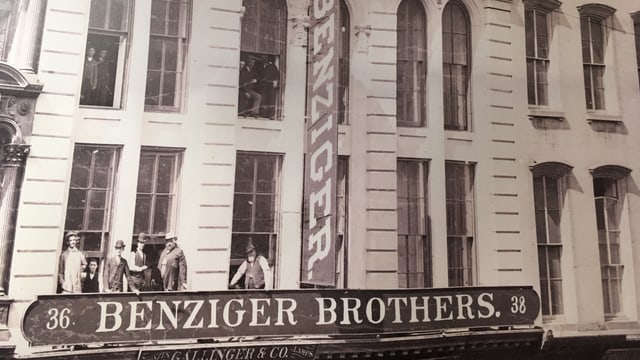 BENZIGER.
36. BENZIGER BROTHERS. 38
GALLINGER & CO.